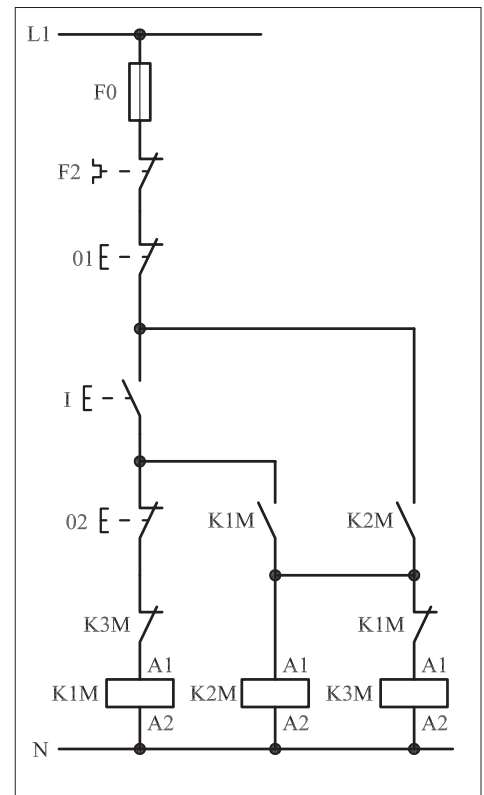 L1
F0
F2
01
I
02 K1M K2M
K3M K1M
A1 A1 A1
K1M K2M K3M
A2 A2 A2
N